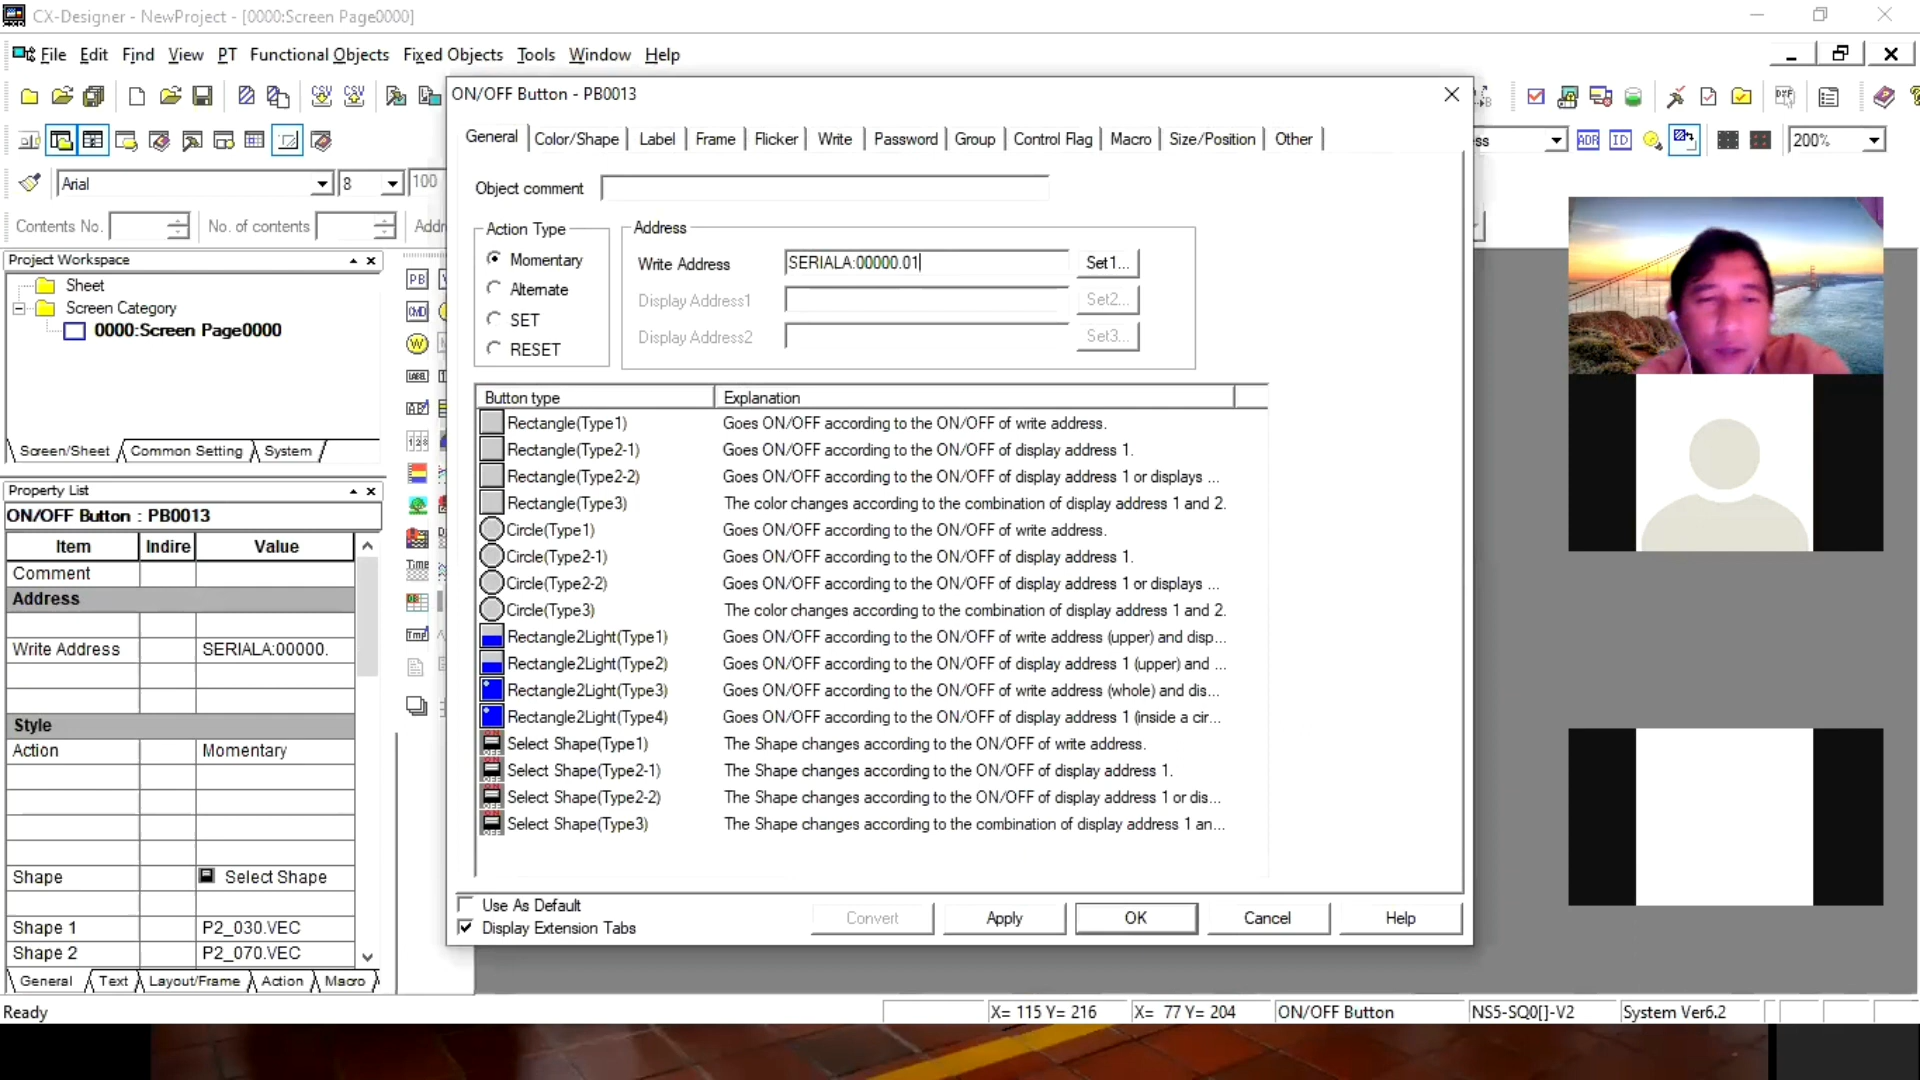 CX-Designer - NewProject - [0000:Screen Page0000]
File Edit Find View PT Functional Objects Fixed Objects Tools Window Help
CSV CSV
ON/OFF Button - PB0013
General Color/Shape Label Frame Flicker Write Password Group Control Flag Macro Size/Position Other
ss ADR ID 200%
Arial 8 100
Contents No. No. of contents Addr
Object comment
Action Type
Momentary
Alternate
SET
RESET
Address
Write Address SERIALA:00000.01 Set1...
Display Address1 Set2...
Display Address2 Set3...
Project Workspace
Sheet
Screen Category
0000:Screen Page0000
Screen/Sheet Common Setting System
PB
CMD
W
LABEL
Time
Tmp
Button type Explanation
Rectangle(Type1) Goes ON/OFF according to the ON/OFF of write address.
Rectangle(Type2-1) Goes ON/OFF according to the ON/OFF of display address 1.
Rectangle(Type2-2) Goes ON/OFF according to the ON/OFF of display address 1 or displays ...
Rectangle(Type3) The color changes according to the combination of display address 1 and 2.
Circle(Type1) Goes ON/OFF according to the ON/OFF of write address.
Circle(Type2-1) Goes ON/OFF according to the ON/OFF of display address 1.
Circle(Type2-2) Goes ON/OFF according to the ON/OFF of display address 1 or displays ...
Circle(Type3) The color changes according to the combination of display address 1 and 2.
Rectangle2Light(Type1) Goes ON/OFF according to the ON/OFF of write address (upper) and disp...
Rectangle2Light(Type2) Goes ON/OFF according to the ON/OFF of display address 1 (upper) and ...
Rectangle2Light(Type3) Goes ON/OFF according to the ON/OFF of write address (whole) and dis...
Rectangle2Light(Type4) Goes ON/OFF according to the ON/OFF of display address 1 (inside a cir...
Select Shape(Type1) The Shape changes according to the ON/OFF of write address.
Select Shape(Type2-1) The Shape changes according to the ON/OFF of display address 1.
Select Shape(Type2-2) The Shape changes according to the ON/OFF of display address 1 or dis...
Select Shape(Type3) The Shape changes according to the combination of display address 1 an...
Property List
ON/OFF Button : PB0013
Item Indire Value
Comment
Address
Write Address SERIALA:00000.
Style
Action Momentary
Shape Select Shape
Shape 1 P2_030.VEC
Shape 2 P2_070.VEC
General Text Layout/Frame Action Macro
Use As Default
Display Extension Tabs
Convert Apply OK Cancel Help
Ready X= 115 Y= 216 X= 77 Y= 204 ON/OFF Button NS5-SQ0[]-V2 System Ver6.2